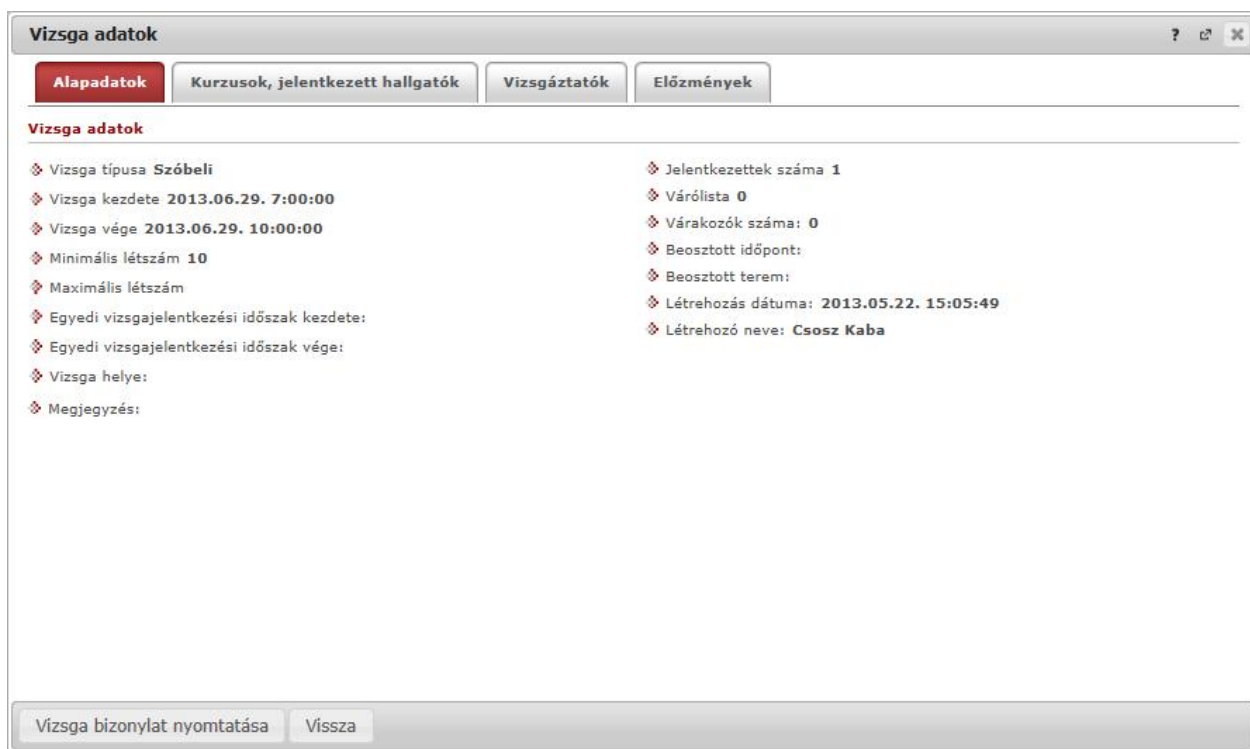 Vizsga adatok
?
Alapadatok Kurzusok, jelentkezett hallgatók Vizsgáztatók Előzmények
Vizsga adatok
Vizsga típusa Szóbeli
Vizsga kezdete 2013.06.29. 7:00:00
Vizsga vége 2013.06.29. 10:00:00
Minimális létszám 10
Maximális létszám
Egyedi vizsgajelentkezési időszak kezdete:
Egyedi vizsgajelentkezési időszak vége:
Vizsga helye:
Megjegyzés:
Jelentkezettek száma 1
Várólista 0
Várakozók száma: 0
Beosztott időpont:
Beosztott terem:
Létrehozás dátuma: 2013.05.22. 15:05:49
Létrehozó neve: Csosz Kaba
Vizsga bizonylat nyomtatása Vissza